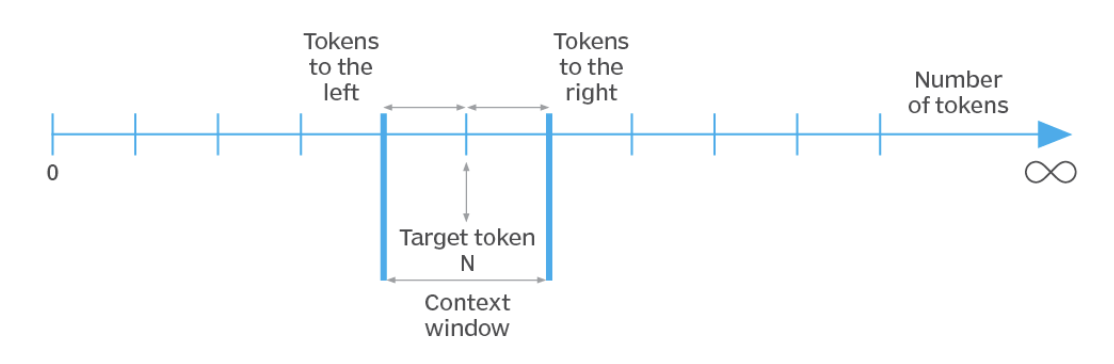 Tokens
to the
left
Tokens
to the
right
Number
of tokens
0
∞
Target token
N
Context
window